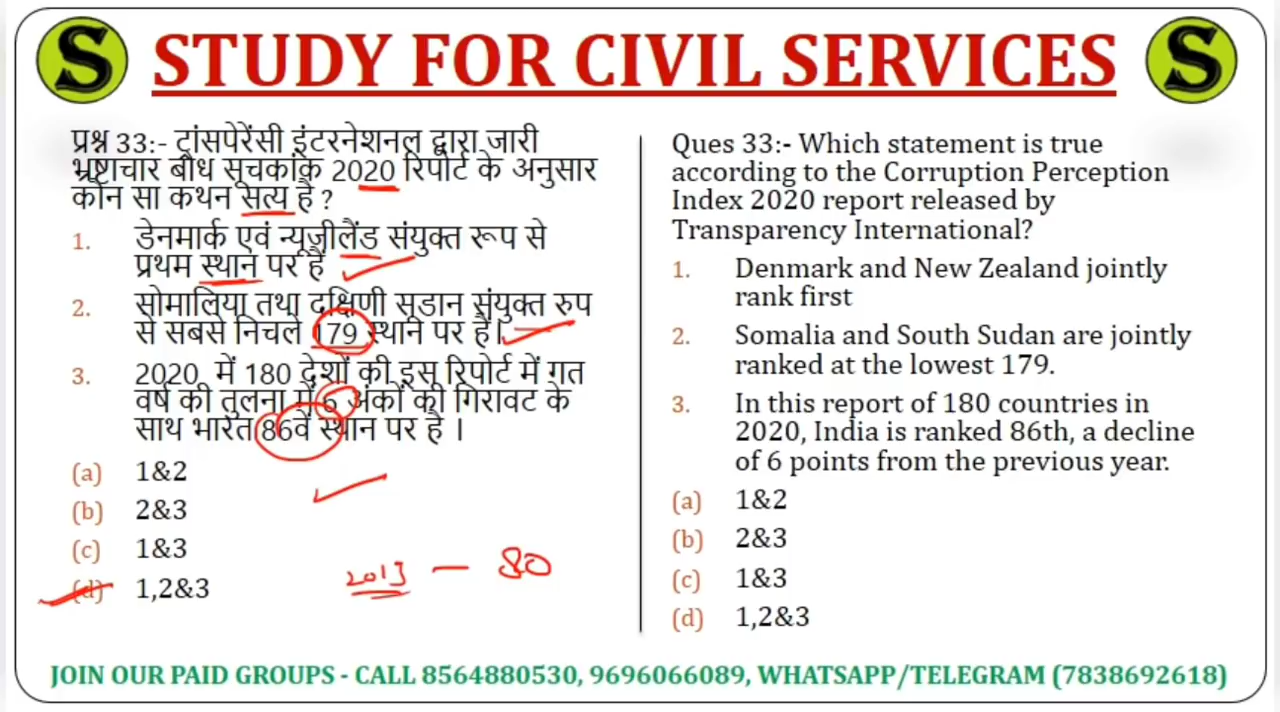 S STUDY FOR CIVIL SERVICES S
प्रश्न 33:- ट्रांसपेरेंसी इंटरनेशनल द्वारा जारी
भ्रष्टाचार बोध सूचकांक 2020 रिपोर्ट के अनुसार
कौन सा कथन सत्य है ?
1. डेनमार्क एवं न्यूजीलैंड संयुक्त रूप से
प्रथम स्थान पर हैं
2. सोमालिया तथा दक्षिणी सूडान संयुक्त रुप
से सबसे निचले 179 स्थान पर हैं।
3. 2020 में 180 देशों की इस रिपोर्ट में गत
वर्ष की तुलना में 6 अंकों की गिरावट के
साथ भारत 86वें स्थान पर है ।
(a) 1&2
(b) 2&3
(c) 1&3
(d) 1,2&3
2013 - 80
Ques 33:- Which statement is true
according to the Corruption Perception
Index 2020 report released by
Transparency International?
1. Denmark and New Zealand jointly
rank first
2. Somalia and South Sudan are jointly
ranked at the lowest 179.
3. In this report of 180 countries in
2020, India is ranked 86th, a decline
of 6 points from the previous year.
(a) 1&2
(b) 2&3
(c) 1&3
(d) 1,2&3
JOIN OUR PAID GROUPS - CALL 8564880530, 9696066089, WHATSAPP/TELEGRAM (7838692618)